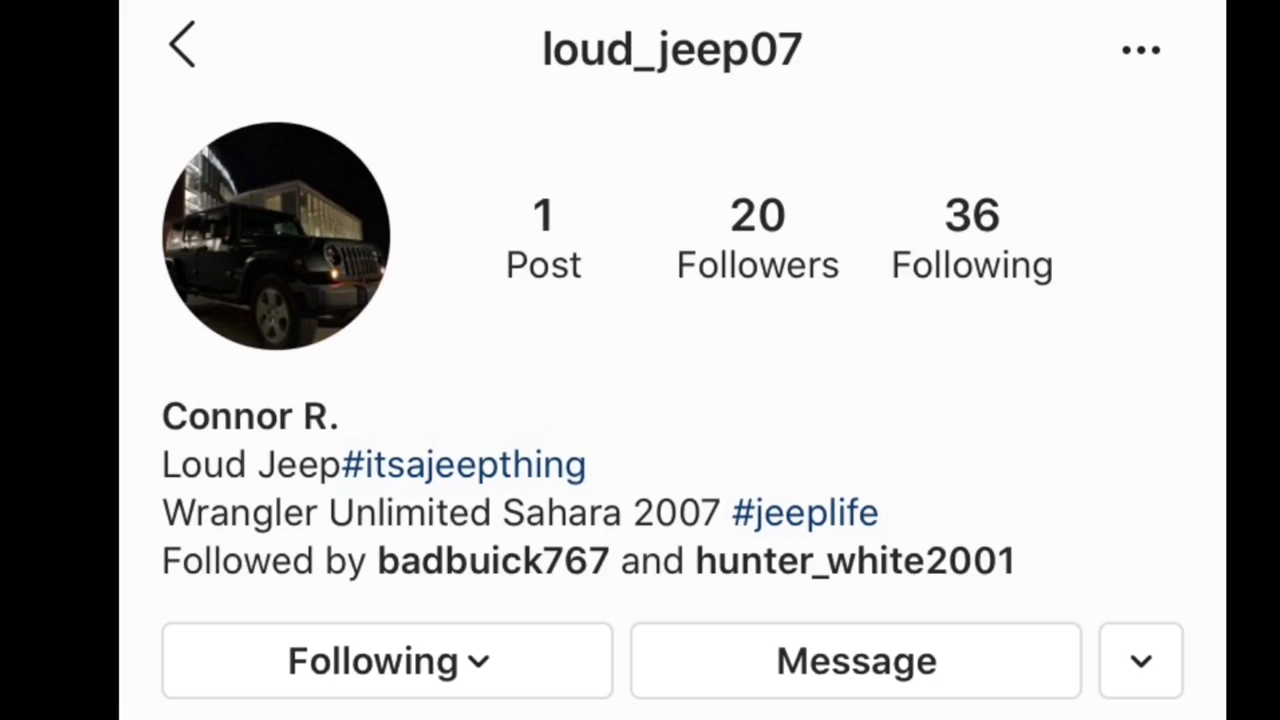 loud_jeep07
1 20 36
Post Followers Following
Connor R.
Loud Jeep#itsajeepthing
Wrangler Unlimited Sahara 2007 #jeeplife
Followed by badbuick767 and hunter_white2001
Following Message